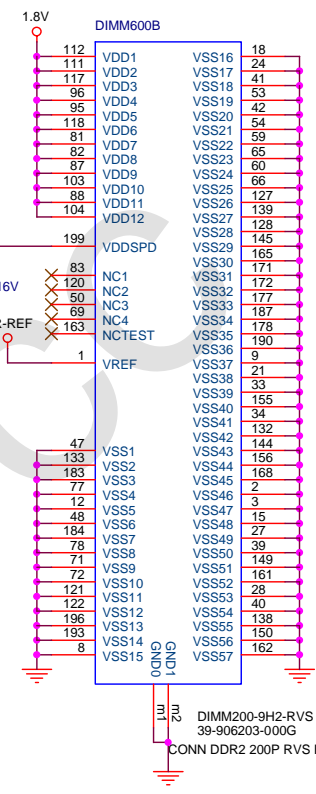 1.8V
DIMM600B
112 VDD1 VSS16 18
111 VDD2 VSS17 24
117 VDD3 VSS18 41
96 VDD4 VSS19 53
95 VDD5 VSS20 42
118 VDD6 VSS21 54
81 VDD7 VSS22 59
82 VDD8 VSS23 65
87 VDD9 VSS24 60
103 VDD10 VSS25 66
88 VDD11 VSS26 127
104 VDD12 VSS27 139
VSS28 128
199 VDDSPD VSS29 145
VSS30 165
83 NC1 VSS31 171
16V 120 NC2 VSS32 172
50 NC3 VSS33 177
69 NC4 VSS34 187
-REF 163 NCTEST VSS35 178
VSS36 190
1 VREF VSS37 9
VSS38 21
VSS39 33
VSS40 155
VSS41 34
VSS42 132
47 VSS1 VSS43 144
133 VSS2 VSS44 156
183 VSS3 VSS45 168
77 VSS4 VSS46 2
12 VSS5 VSS47 3
48 VSS6 VSS48 15
184 VSS7 VSS49 27
78 VSS8 VSS50 39
71 VSS9 VSS51 149
72 VSS10 VSS52 161
121 VSS11 VSS53 28
122 VSS12 VSS54 40
196 VSS13 VSS55 138
193 VSS14 VSS56 150
8 VSS15 VSS57 162
GND0
GND1
m1
m2
DIMM200-9H2-RVS
39-906203-000G
CONN DDR2 200P RVS